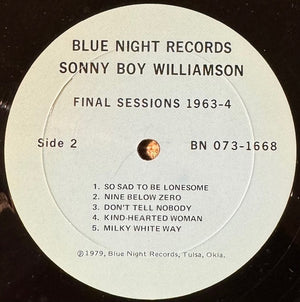 BLUE NIGHT RECORDS
SONNY BOY WILLIAMSON
FINAL SESSIONS 1963-4
Side 2 BN 073-1668
1. SO SAD TO BE LONESOME
2. NINE BELOW ZERO
3. DON'T TELL NOBODY
4. KIND-HEARTED WOMAN
5. MILKY WHITE WAY
℗1979, Blue Night Records, Tulsa, Okla.